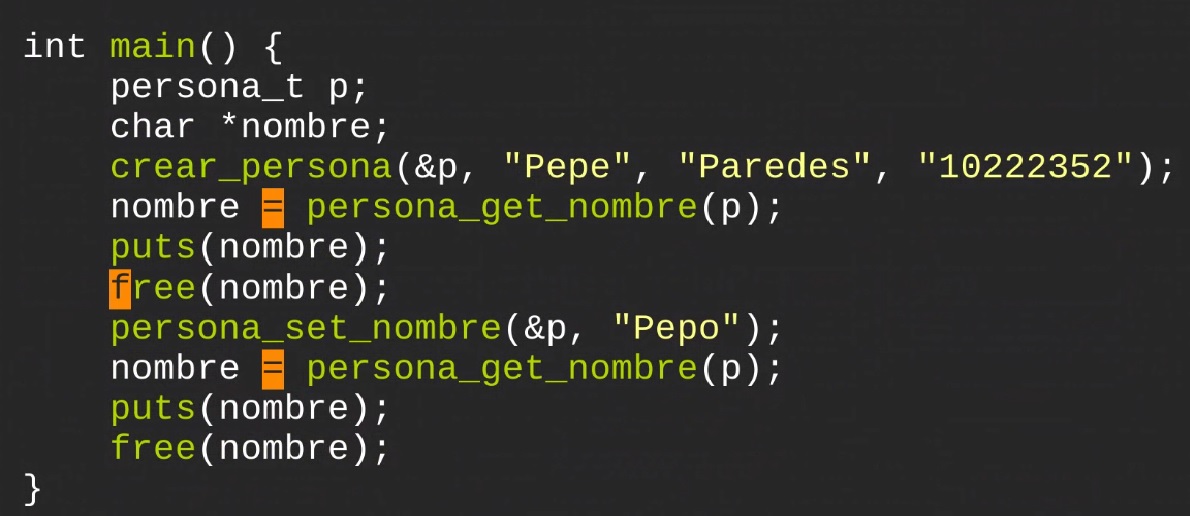 int main() {
persona_t p;
char *nombre;
crear_persona(&p, "Pepe", "Paredes", "10222352");
nombre = persona_get_nombre(p);
puts(nombre);
free(nombre);
persona_set_nombre(&p, "Pepo");
nombre = persona_get_nombre(p);
puts(nombre);
free(nombre);
}